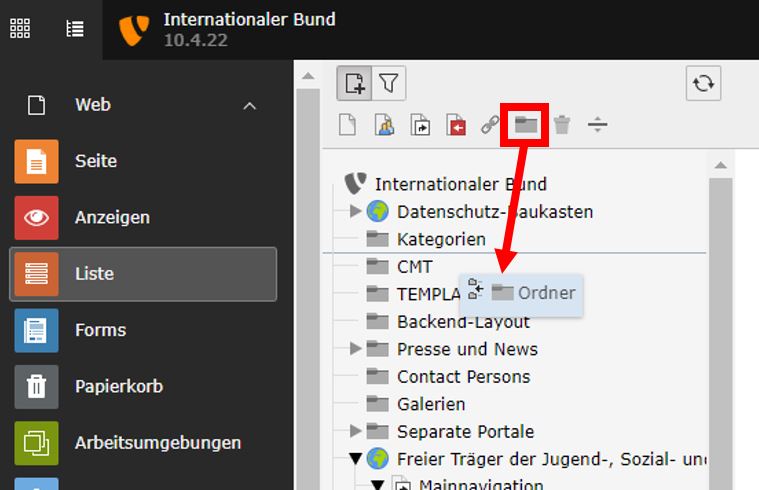 Internationaler Bund
10.4.22
Web
Seite
Anzeigen
Liste
Forms
Papierkorb
Arbeitsumgebungen
Internationaler Bund
Datenschutz-Baukasten
Kategorien
CMT
TEMPLA
Ordner
Backend-Layout
Presse und News
Contact Persons
Galerien
Separate Portale
Freier Träger der Jugend-, Sozial- und
Mainnavigation